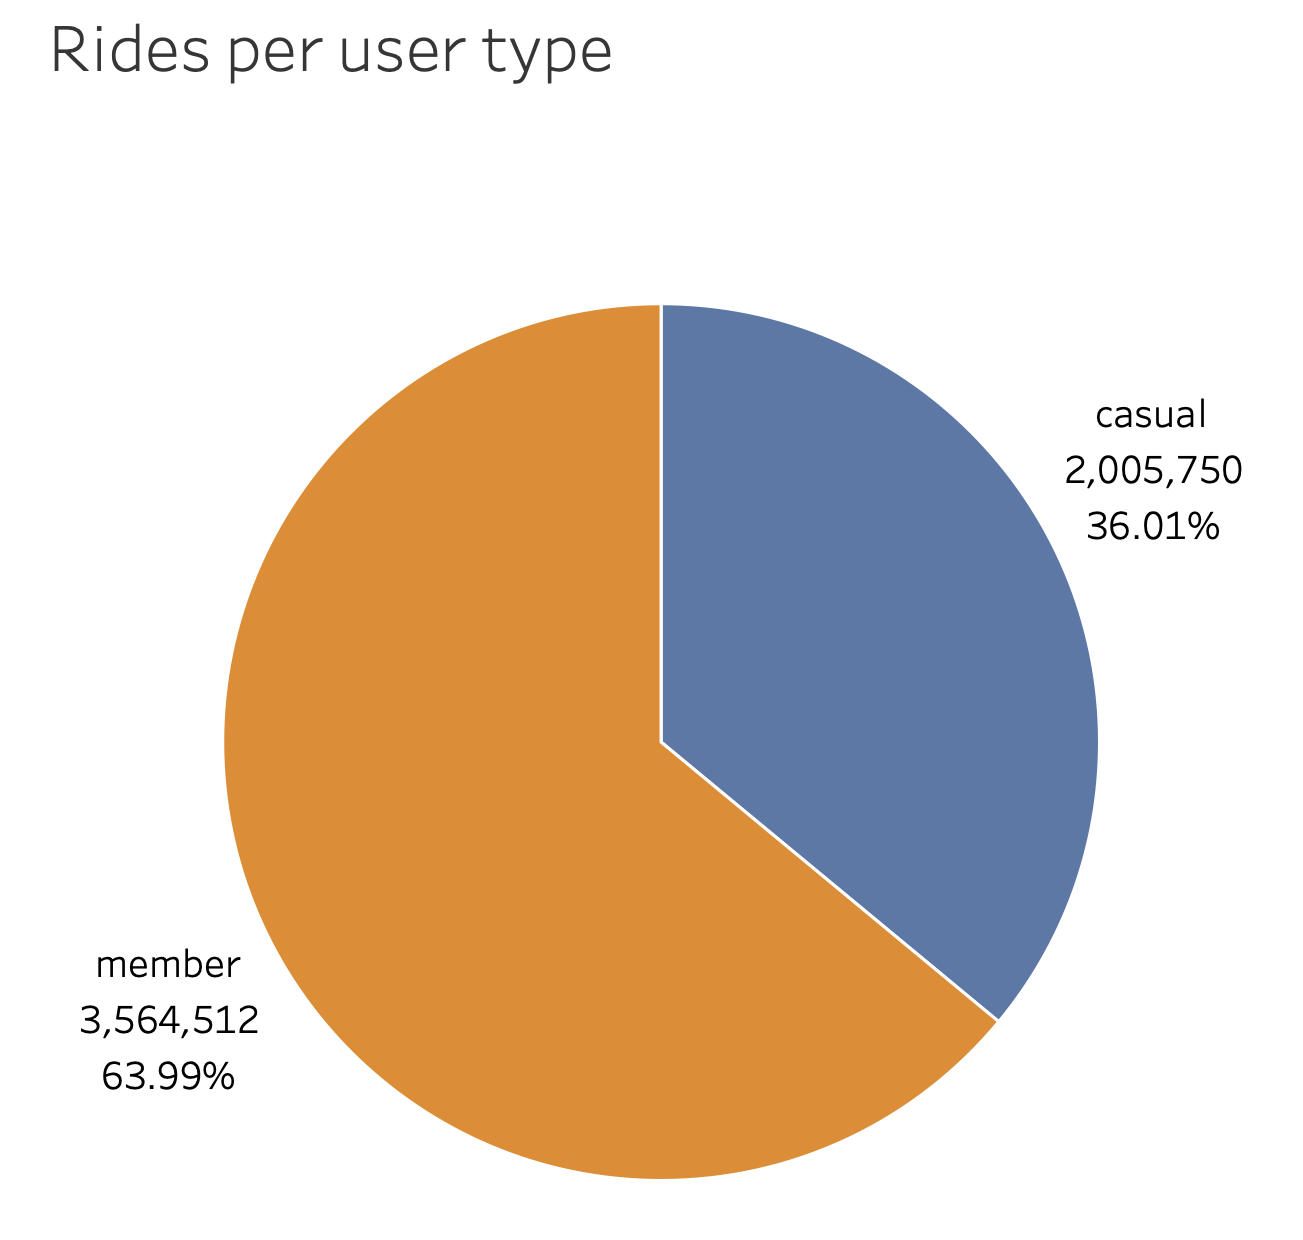 Rides per user type
casual
2,005,750
36.01%
member
3,564,512
63.99%